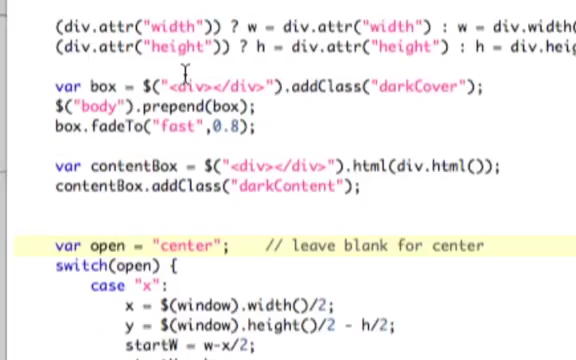 (div.attr("width")) ? w = div.attr("width") : w = div.width(
(div.attr("height")) ? h = div.attr("height") : h = div.heig
var box = $("<div></div>").addClass("darkCover");
$("body").prepend(box);
box.fadeTo("fast",0.8);
var contentBox = $("<div></div>").html(div.html());
contentBox.addClass("darkContent");
var open = "center"; // leave blank for center
switch(open) {
case "x":
x = $(window).width()/2;
y = $(window).height()/2 - h/2;
startW = w-x/2;